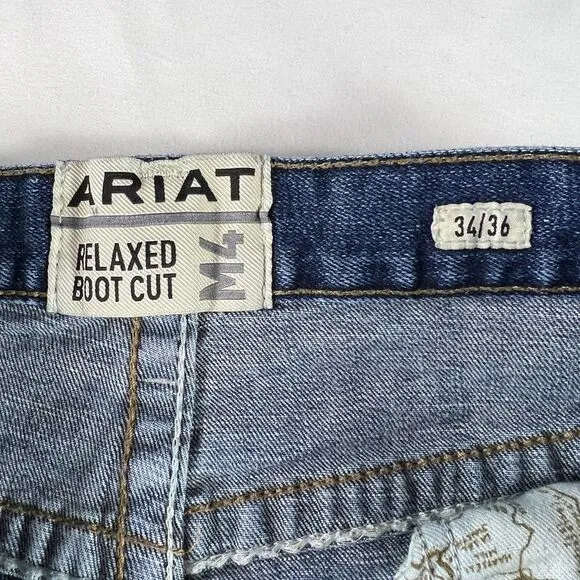 ARIAT
RELAXED
BOOT CUT
M4
34/36